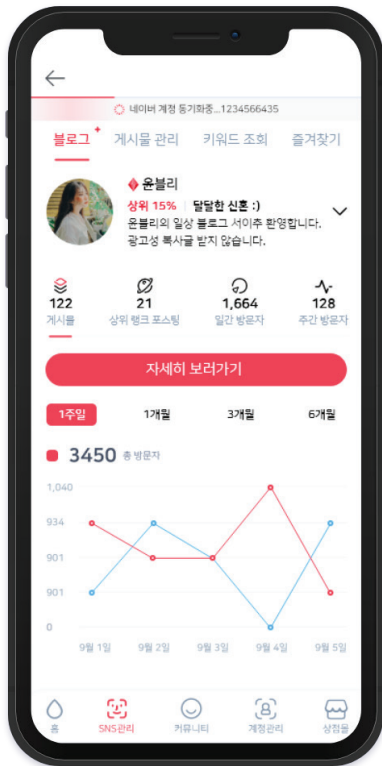 네이버 계정 동기화중...1234566435
블로그 게시물 관리 키워드 조회 즐겨찾기
윤블리
상위 15% 달달한 신혼 :)
윤블리의 일상 블로그 서이추 환영합니다.
광고성 복사글 받지 않습니다.
122 21 1,664 128
게시물 상위 랭크 포스팅 일간 방문자 주간 방문자
자세히 보러가기
1주일 1개월 3개월 6개월
3450 총 방문자
1,040
934
901
901
0
9월 1일 9월 2일 9월 3일 9월 4일 9월 5일
홈 SNS관리 커뮤니티 계정관리 상점몰